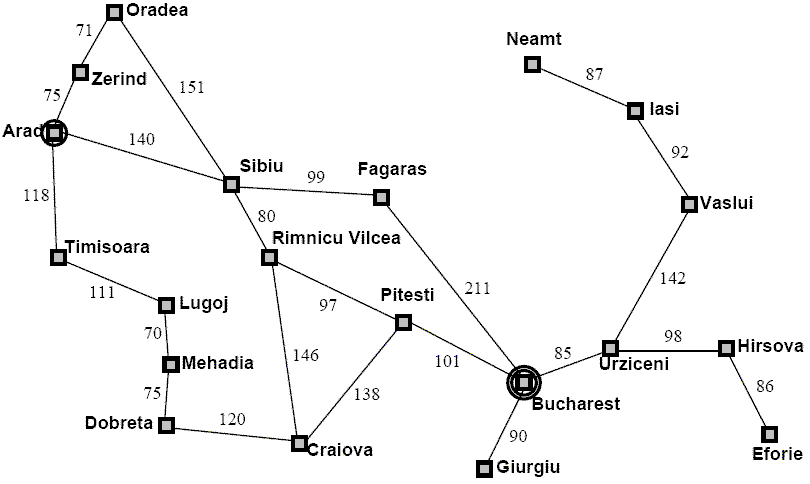 71
Oradea
Neamt
87
Zerind
151
75
Iasi
Arad
140
92
Sibiu
Fagaras
99
118
Vaslui
80
Timisoara
Rimnicu Vilcea
142
111
211
Lugoj
97
Pitesti
70
98
Hirsova
146
101
85
Urziceni
Mehadia
75
138
86
Bucharest
Dobreta
120
90
Craiova
Eforie
Giurgiu